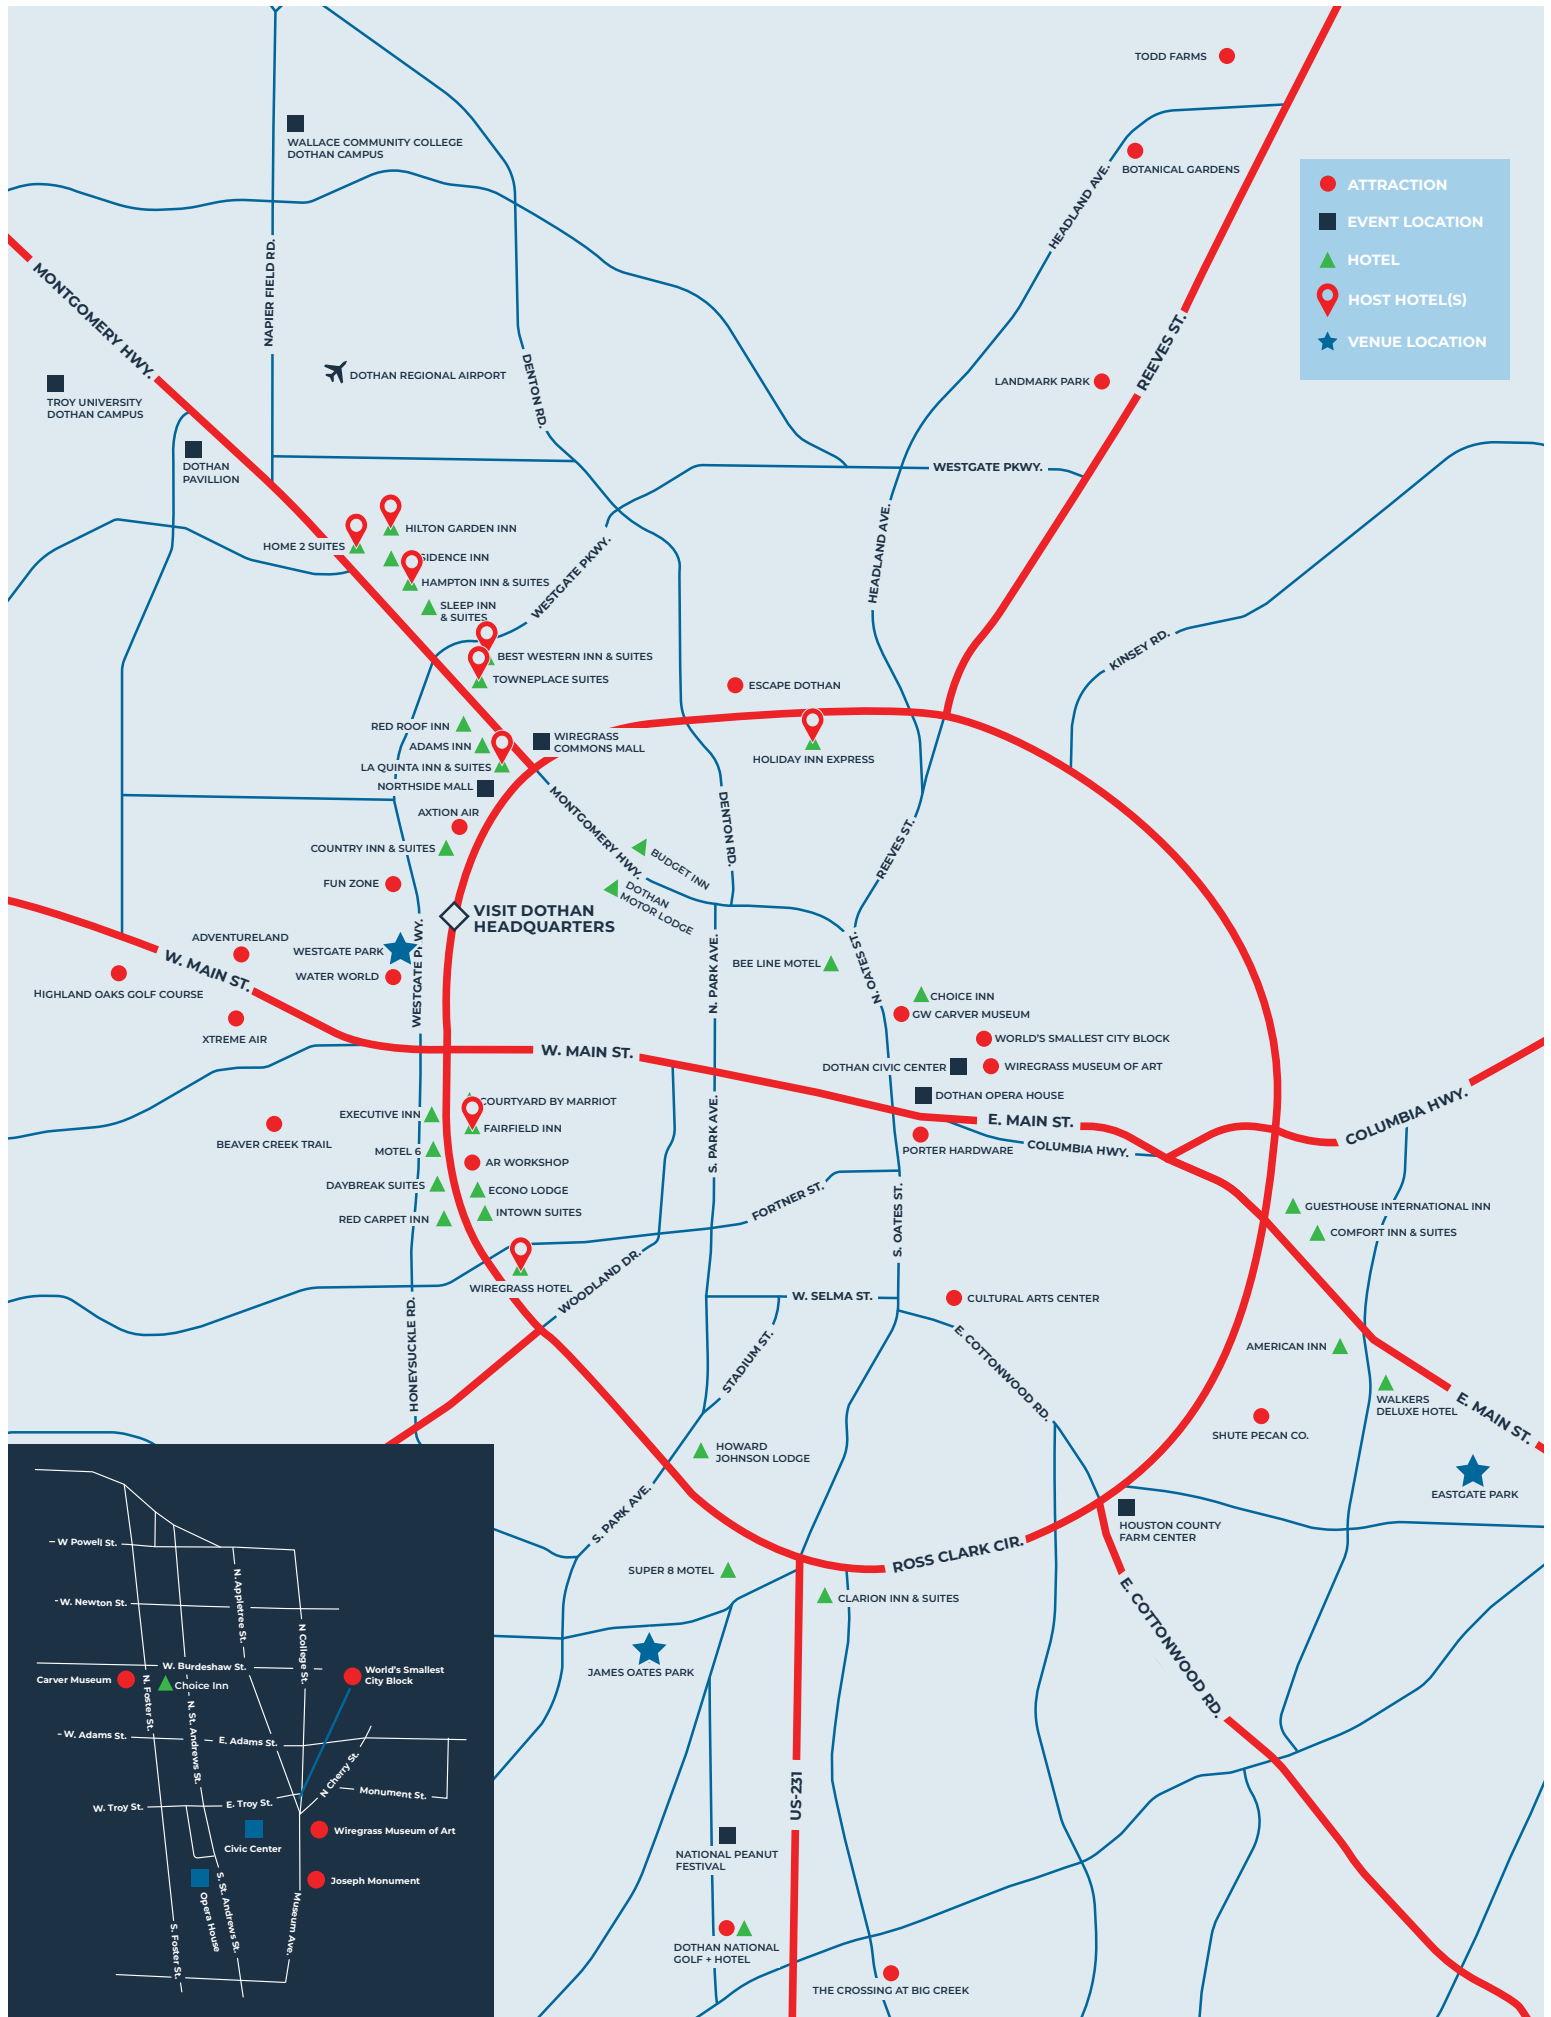 TODD FARMS
WALLACE COMMUNITY COLLEGE
DOTHAN CAMPUS
BOTANICAL GARDENS
HEADLAND AVE.
ATTRACTION
EVENT LOCATION
HOTEL
HOST HOTEL(S)
VENUE LOCATION
MONTGOMERY HWY.
NAPIER FIELD RD.
REEVES ST.
DENTON RD.
DOTHAN REGIONAL AIRPORT
LANDMARK PARK
TROY UNIVERSITY
DOTHAN CAMPUS
DOTHAN
PAVILLION
WESTGATE PKWY.
HILTON GARDEN INN
HOME 2 SUITES
SIDENCE INN
HAMPTON INN & SUITES
SLEEP INN
& SUITES
WESTGATE PKWY.
HEADLAND AVE.
KINSEY RD.
BEST WESTERN INN & SUITES
TOWNEPLACE SUITES
ESCAPE DOTHAN
RED ROOF INN
ADAMS INN
LA QUINTA INN & SUITES
WIREGRASS
COMMONS MALL
HOLIDAY INN EXPRESS
NORTHSIDE MALL
AXTION AIR
COUNTRY INN & SUITES
MONTGOMERY HWY.
BUDGET INN
DENTON RD.
REEVES ST.
FUN ZONE
DOTHAN
MOTOR LODGE
VISIT DOTHAN
HEADQUARTERS
ADVENTURELAND
W. MAIN ST.
WESTGATE PARK
WESTGATE P WY.
WATER WORLD
HIGHLAND OAKS GOLF COURSE
N. PARK AVE.
BEE LINE MOTEL
N. OATES ST.
CHOICE INN
GW CARVER MUSEUM
XTREME AIR
WORLD'S SMALLEST CITY BLOCK
W. MAIN ST.
DOTHAN CIVIC CENTER
WIREGRASS MUSEUM OF ART
DOTHAN OPERA HOUSE
COURTYARD BY MARRIOT
EXECUTIVE INN
FAIRFIELD INN
S. PARK AVE.
E. MAIN ST.
COLUMBIA HWY.
BEAVER CREEK TRAIL
MOTEL 6
AR WORKSHOP
PORTER HARDWARE
COLUMBIA HWY.
DAYBREAK SUITES
ECONO LODGE
RED CARPET INN
INTOWN SUITES
FORTNER ST.
S. OATES ST.
GUESTHOUSE INTERNATIONAL INN
COMFORT INN & SUITES
WIREGRASS HOTEL
WOODLAND DR.
W. SELMA ST.
CULTURAL ARTS CENTER
HONEYSUCKLE RD.
STADIUM ST.
E. COTTONWOOD RD.
AMERICAN INN
WALKERS
DELUXE HOTEL
E. MAIN ST.
SHUTE PECAN CO.
HOWARD
JOHNSON LODGE
EASTGATE PARK
S. PARK AVE.
HOUSTON COUNTY
FARM CENTER
ROSS CLARK CIR.
SUPER 8 MOTEL
CLARION INN & SUITES
E. COTTONWOOD RD.
JAMES OATES PARK
US-231
NATIONAL PEANUT
FESTIVAL
DOTHAN NATIONAL
GOLF + HOTEL
THE CROSSING AT BIG CREEK
W Powell St.
N. Appletree St.
W. Newton St.
N College St.
W. Burdeshaw St.
World's Smallest
City Block
Carver Museum
Choice Inn
N. Foster St.
N. St. Andrews St.
W. Adams St.
E. Adams St.
N Cherry St.
Monument St.
W. Troy St.
E. Troy St.
Civic Center
Wiregrass Museum of Art
Joseph Monument
Opera House
S. St. Andrews St.
Museum Ave.
S. Foster St.